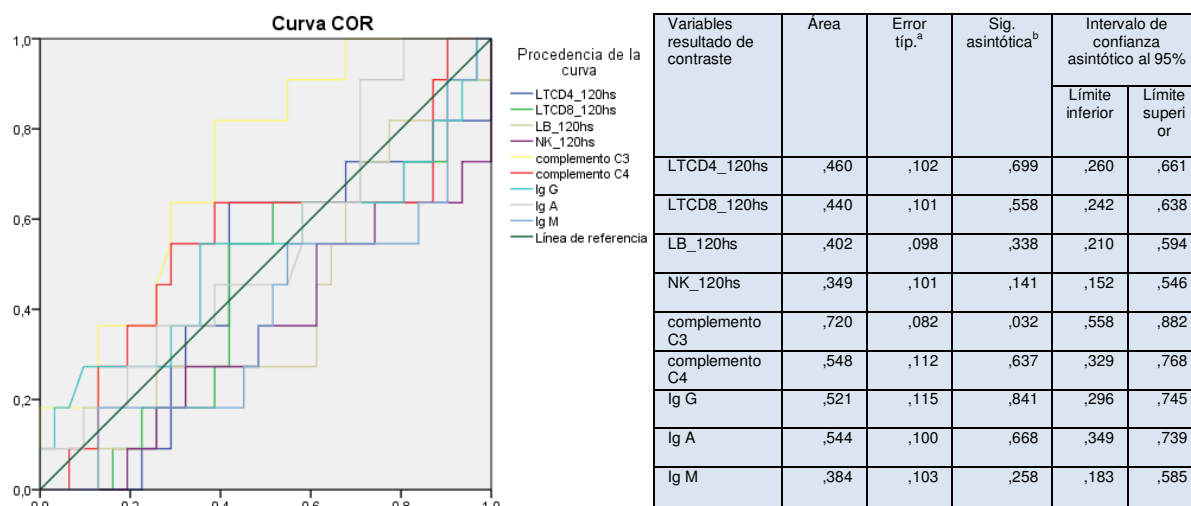 Curva COR
1,0
0,8
0,6
0,4
0,2
0,0
0,0
0,2
0,4
0,6
0,8
1,0
Procedencia de la
curva
LTCD4_120hs
LTCD8_120hs
LB_120hs
NK_120hs
complemento C3
complemento C4
Ig G
Ig A
Ig M
Línea de referencia
Variables
resultado de
contraste
Área
Error
típ.a
Sig.
asintóticab
Intervalo de
confianza
asintótico al 95%
Límite
inferior
Límite
superi
or
LTCD4_120hs ,460 ,102 ,699 ,260 ,661
LTCD8_120hs ,440 ,101 ,558 ,242 ,638
LB_120hs ,402 ,098 ,338 ,210 ,594
NK_120hs ,349 ,101 ,141 ,152 ,546
complemento ,720 ,082 ,032 ,558 ,882
C3
complemento ,548 ,112 ,637 ,329 ,768
C4
Ig G ,521 ,115 ,841 ,296 ,745
Ig A ,544 ,100 ,668 ,349 ,739
Ig M ,384 ,103 ,258 ,183 ,585